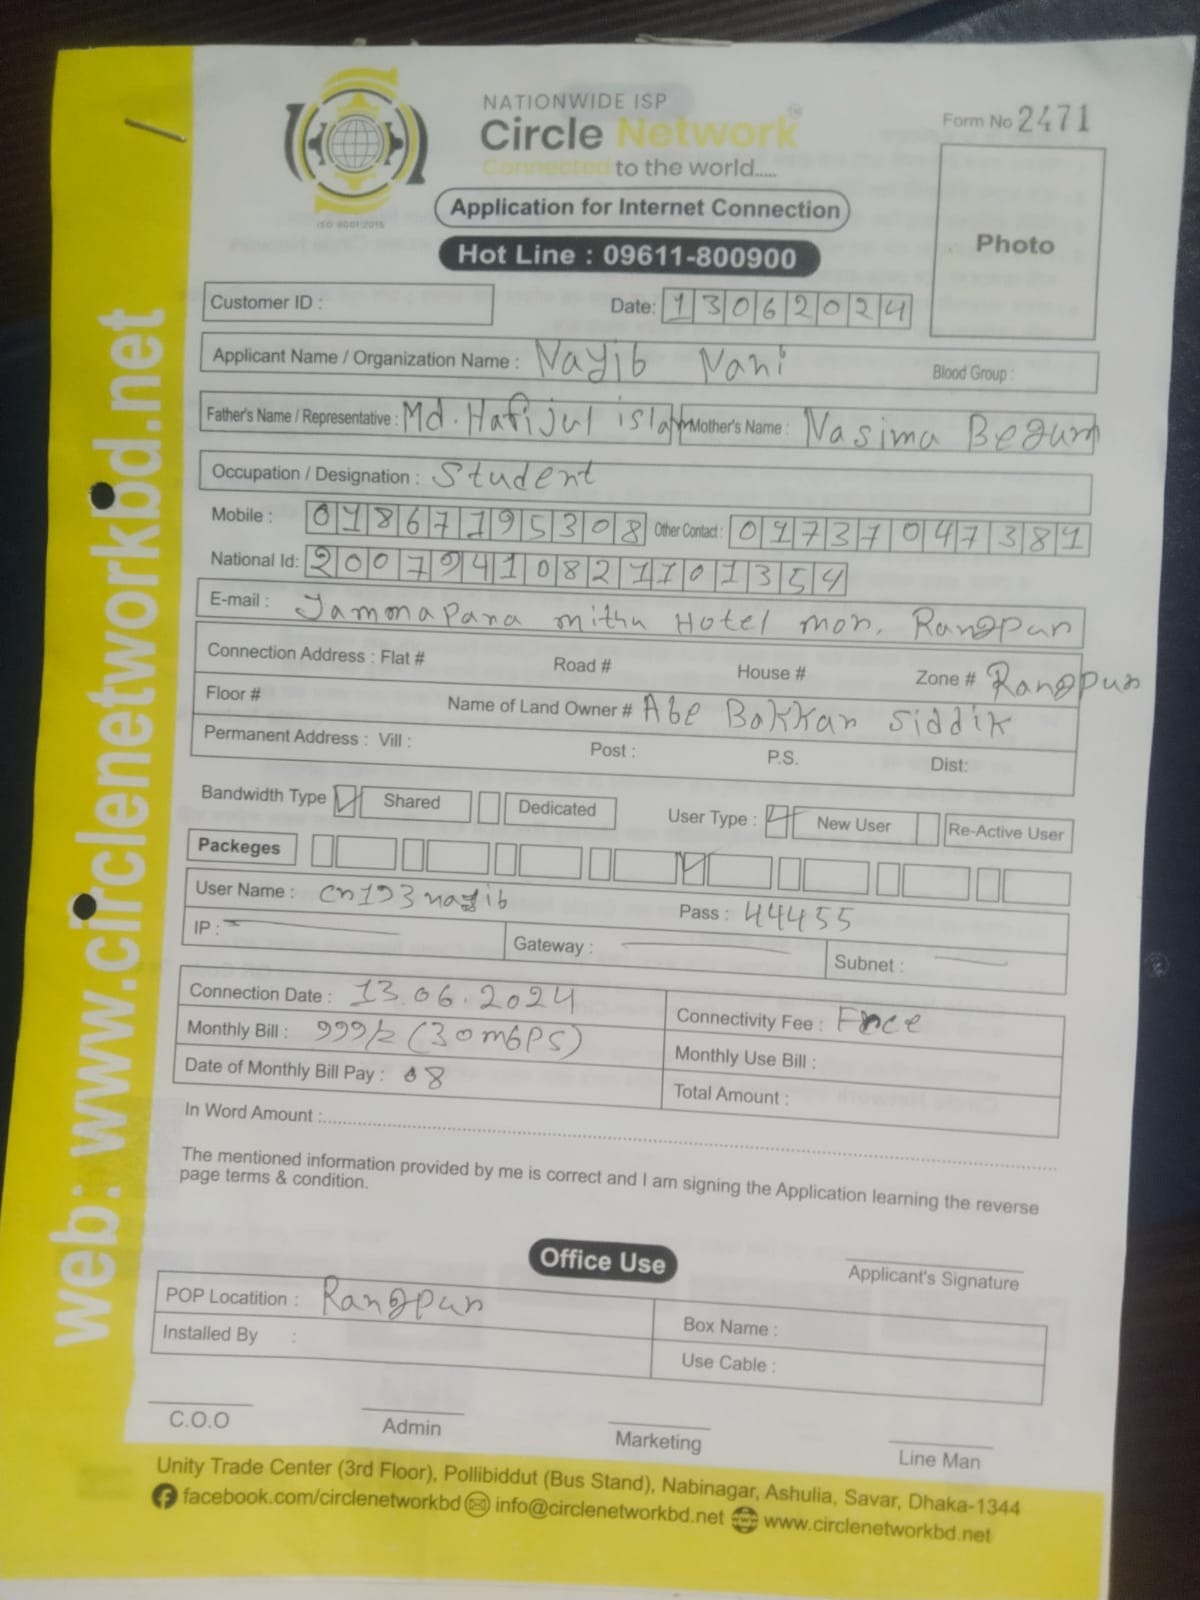 NATIONWIDE ISP
Circle Network
Connected to the world.....
ISO 9001:2015
Form No 2471
Application for Internet Connection
Hot Line : 09611-800900
Photo
Customer ID :
Date: 13062024
Applicant Name / Organization Name : Nayib Nani
Blood Group :
Father's Name / Representative : Md. Hafijul islam Mother's Name : Nasima Begum
Occupation / Designation : Student
Mobile : 01867195308 Other Contact : 01737047381
National Id: 20079410821101354
E-mail : Jammapara mithu Hotel mor, Rangpur
Connection Address : Flat # Road # House # Zone # Rangpur
Floor # Name of Land Owner # Abe Bakkar siddik
Permanent Address : Vill : Post : P.S. Dist:
Bandwidth Type Shared Dedicated User Type : New User Re-Active User
Packeges
User Name : cn193nayib Pass : 44455
IP : Gateway : Subnet :
Connection Date : 13.06.2024 Connectivity Fee : Free
Monthly Bill : 999/= (30mbps) Monthly Use Bill :
Date of Monthly Bill Pay : 08 Total Amount :
In Word Amount :
The mentioned information provided by me is correct and I am signing the Application learning the reverse
page terms & condition.
Office Use
Applicant's Signature
POP Locatition : Rangpur Box Name :
Installed By : Use Cable :
C.O.O Admin Marketing Line Man
Unity Trade Center (3rd Floor), Pollibiddut (Bus Stand), Nabinagar, Ashulia, Savar, Dhaka-1344
facebook.com/circlenetworkbd info@circlenetworkbd.net www.circlenetworkbd.net
web: www.circlenetworkbd.net